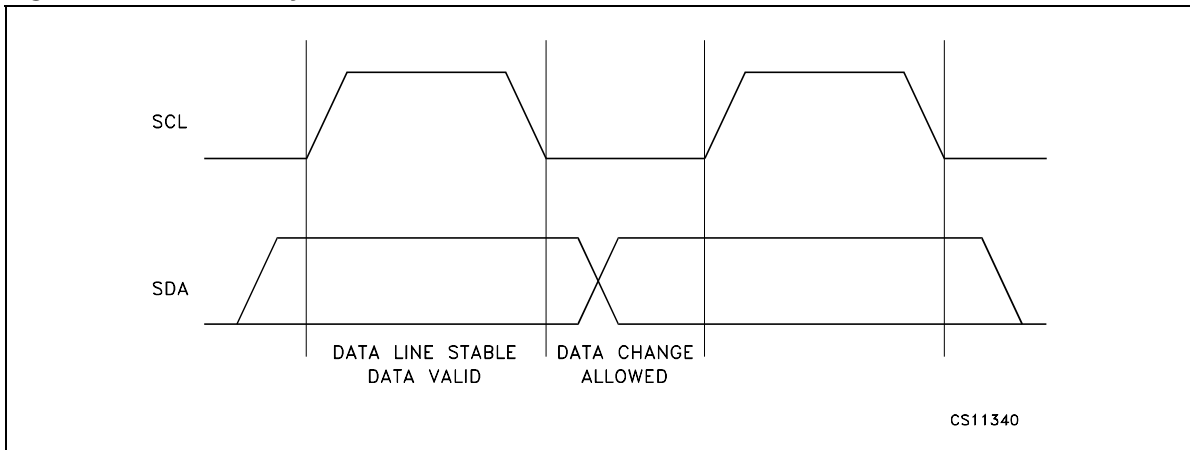 SCL
SDA
DATA LINE STABLE
DATA VALID
DATA CHANGE
ALLOWED
CS11340